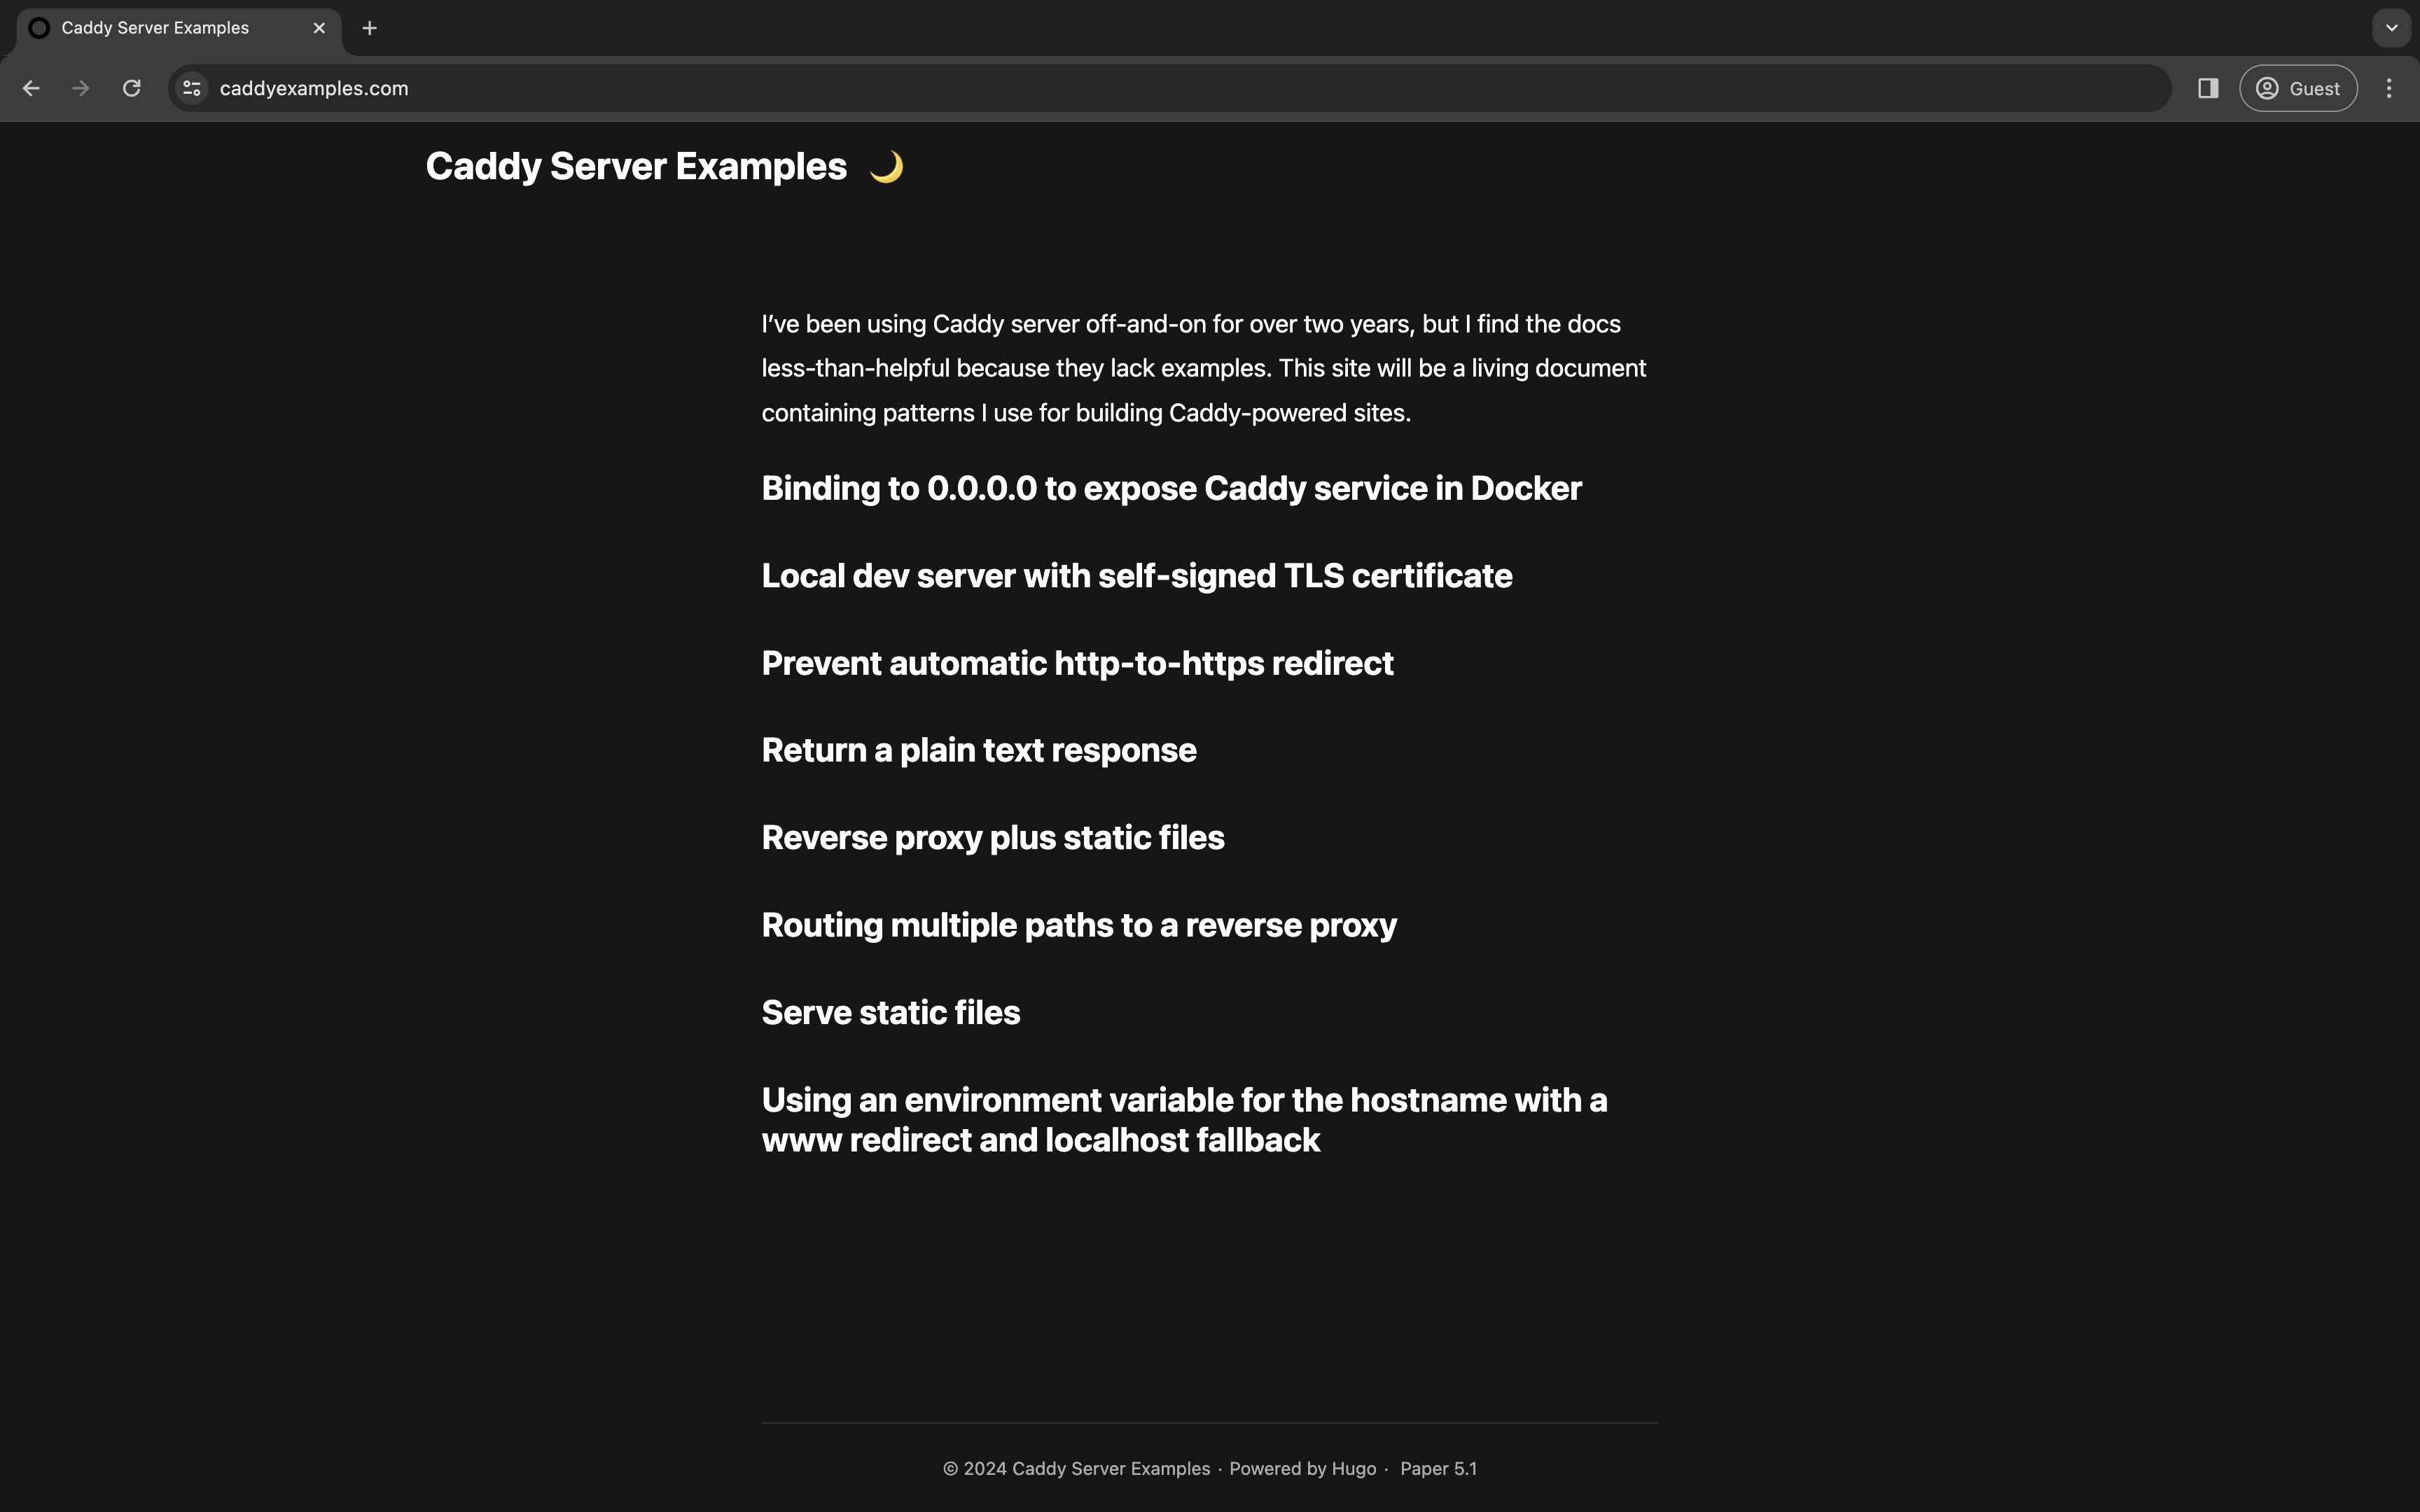 Caddy Server Examples
caddyexamples.com
Guest
Caddy Server Examples 🌙
I’ve been using Caddy server off-and-on for over two years, but I find the docs
less-than-helpful because they lack examples. This site will be a living document
containing patterns I use for building Caddy-powered sites.
Binding to 0.0.0.0 to expose Caddy service in Docker
Local dev server with self-signed TLS certificate
Prevent automatic http-to-https redirect
Return a plain text response
Reverse proxy plus static files
Routing multiple paths to a reverse proxy
Serve static files
Using an environment variable for the hostname with a
www redirect and localhost fallback
© 2024 Caddy Server Examples · Powered by Hugo · Paper 5.1